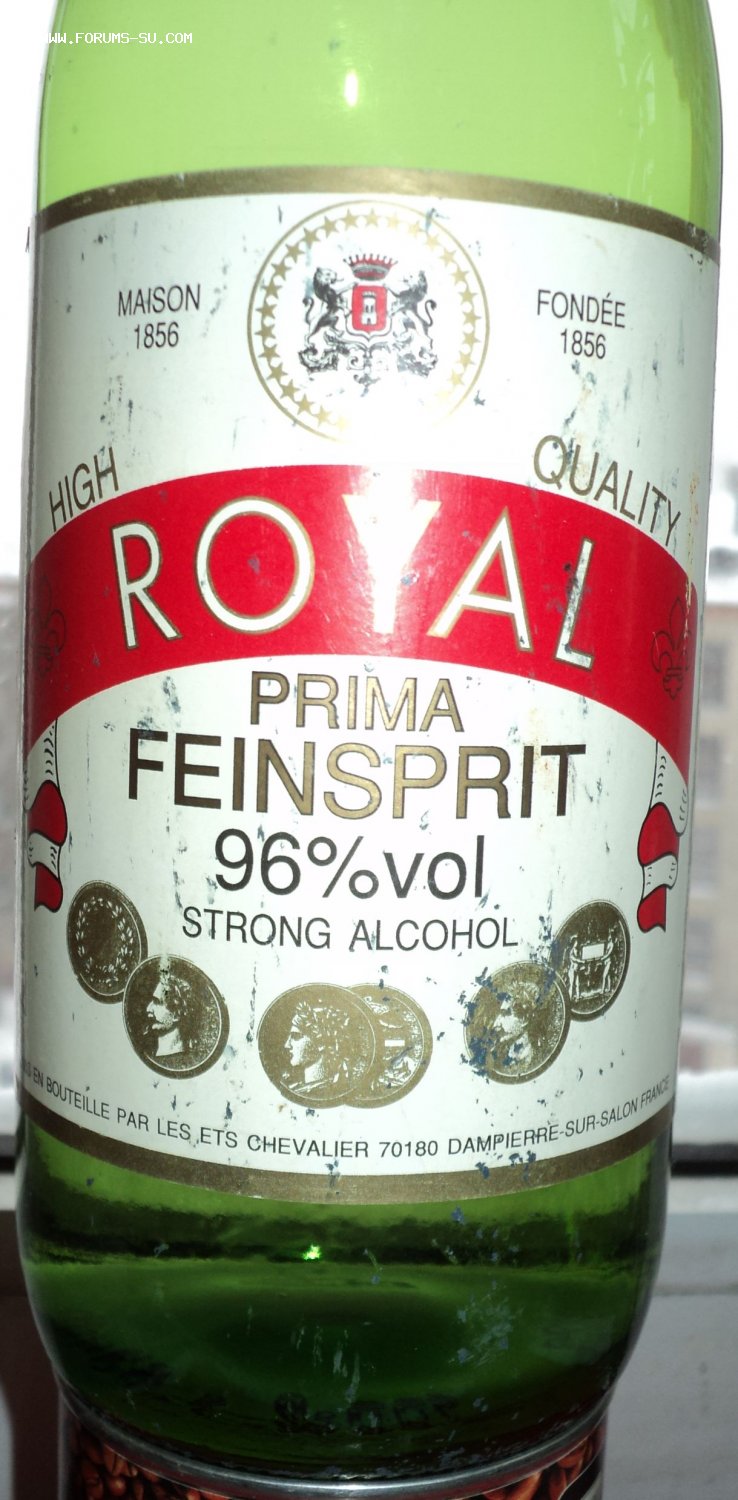 WW.FORUMS-SU.COM
MAISON
1856
FONDÉE
1856
HIGH QUALITY
ROYAL
PRIMA
FEINSPRIT
96%vol
STRONG ALCOHOL
EN BOUTEILLE PAR LES ETS CHEVALIER 70180 DAMPIERRE-SUR-SALON FRANCE